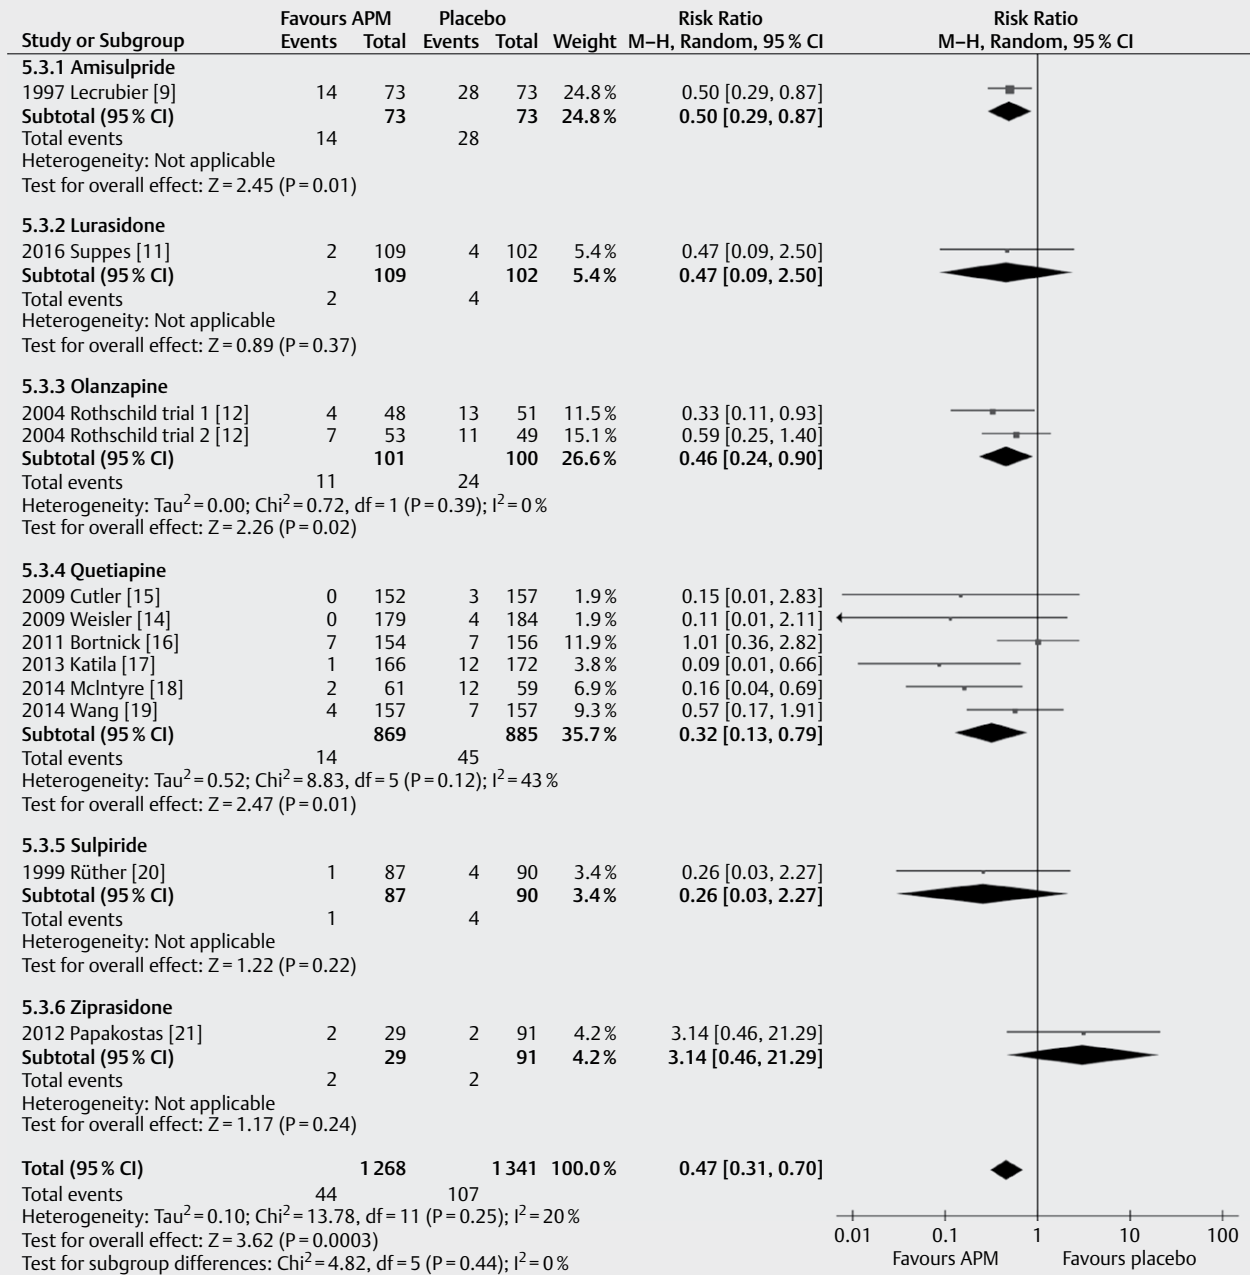 Favours APM Placebo Risk Ratio Risk Ratio
Study or Subgroup Events Total Events Total Weight M–H, Random, 95 % CI M–H, Random, 95 % CI
5.3.1 Amisulpride
1997 Lecrubier [9] 14 73 28 73 24.8 % 0.50 [0.29, 0.87]
Subtotal (95 % CI) 73 73 24.8 % 0.50 [0.29, 0.87]
Total events 14 28
Heterogeneity: Not applicable
Test for overall effect: Z = 2.45 (P = 0.01)
5.3.2 Lurasidone
2016 Suppes [11] 2 109 4 102 5.4 % 0.47 [0.09, 2.50]
Subtotal (95 % CI) 109 102 5.4 % 0.47 [0.09, 2.50]
Total events 2 4
Heterogeneity: Not applicable
Test for overall effect: Z = 0.89 (P = 0.37)
5.3.3 Olanzapine
2004 Rothschild trial 1 [12] 4 48 13 51 11.5 % 0.33 [0.11, 0.93]
2004 Rothschild trial 2 [12] 7 53 11 49 15.1 % 0.59 [0.25, 1.40]
Subtotal (95 % CI) 101 100 26.6 % 0.46 [0.24, 0.90]
Total events 11 24
Heterogeneity: Tau² = 0.00; Chi² = 0.72, df = 1 (P = 0.39); I² = 0 %
Test for overall effect: Z = 2.26 (P = 0.02)
5.3.4 Quetiapine
2009 Cutler [15] 0 152 3 157 1.9 % 0.15 [0.01, 2.83]
2009 Weisler [14] 0 179 4 184 1.9 % 0.11 [0.01, 2.11]
2011 Bortnick [16] 7 154 7 156 11.9 % 1.01 [0.36, 2.82]
2013 Katila [17] 1 166 12 172 3.8 % 0.09 [0.01, 0.66]
2014 McIntyre [18] 2 61 12 59 6.9 % 0.16 [0.04, 0.69]
2014 Wang [19] 4 157 7 157 9.3 % 0.57 [0.17, 1.91]
Subtotal (95 % CI) 869 885 35.7 % 0.32 [0.13, 0.79]
Total events 14 45
Heterogeneity: Tau² = 0.52; Chi² = 8.83, df = 5 (P = 0.12); I² = 43 %
Test for overall effect: Z = 2.47 (P = 0.01)
5.3.5 Sulpiride
1999 Rüther [20] 1 87 4 90 3.4 % 0.26 [0.03, 2.27]
Subtotal (95 % CI) 87 90 3.4 % 0.26 [0.03, 2.27]
Total events 1 4
Heterogeneity: Not applicable
Test for overall effect: Z = 1.22 (P = 0.22)
5.3.6 Ziprasidone
2012 Papakostas [21] 2 29 2 91 4.2 % 3.14 [0.46, 21.29]
Subtotal (95 % CI) 29 91 4.2 % 3.14 [0.46, 21.29]
Total events 2 2
Heterogeneity: Not applicable
Test for overall effect: Z = 1.17 (P = 0.24)
Total (95 % CI) 1 268 1 341 100.0 % 0.47 [0.31, 0.70]
Total events 44 107
Heterogeneity: Tau² = 0.10; Chi² = 13.78, df = 11 (P = 0.25); I² = 20 %
Test for overall effect: Z = 3.62 (P = 0.0003)
Test for subgroup differences: Chi² = 4.82, df = 5 (P = 0.44); I² = 0 %
0.01 0.1 1 10 100
Favours APM Favours placebo